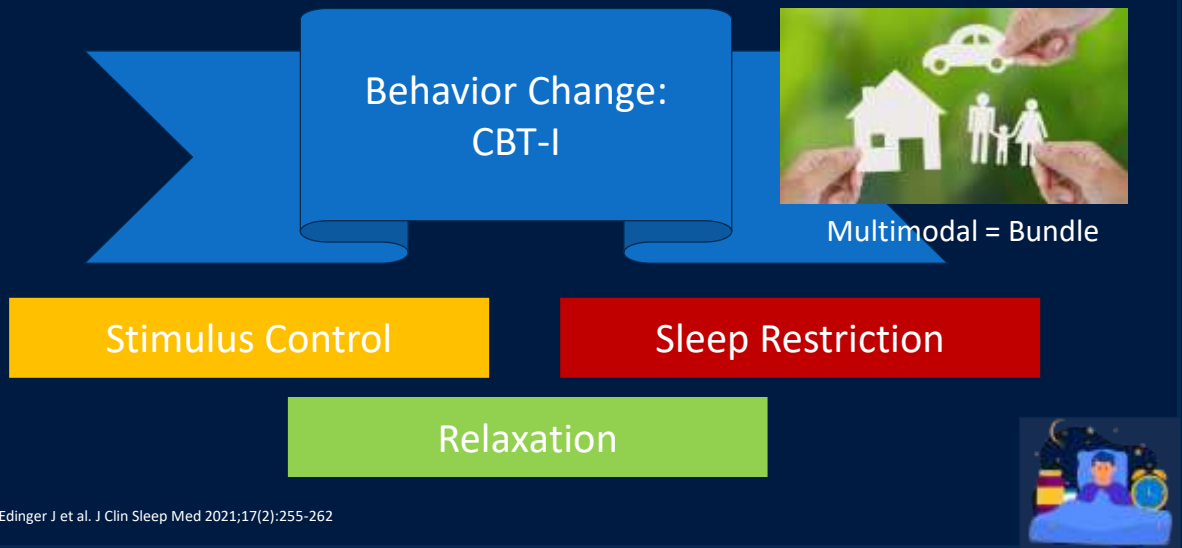 Behavior Change:
CBT-I
Multimodal = Bundle
Stimulus Control
Sleep Restriction
Relaxation
Edinger J et al. J Clin Sleep Med 2021;17(2):255-262